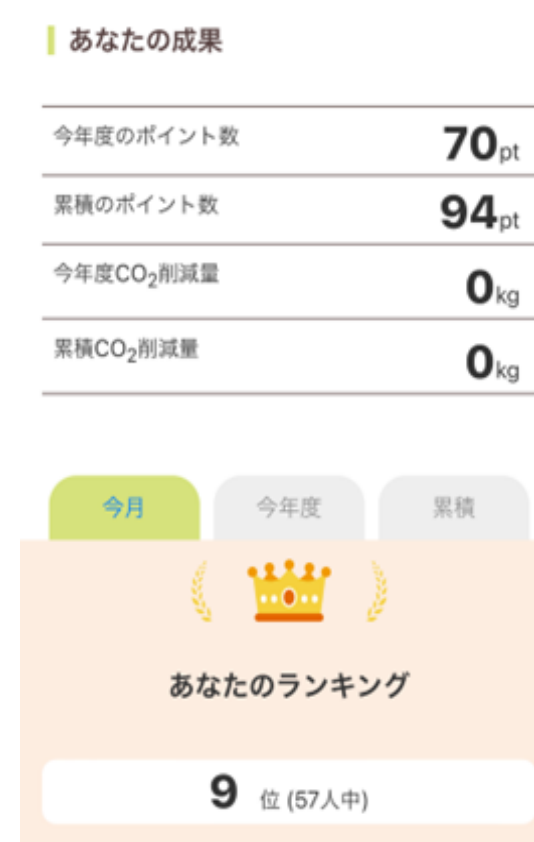 あなたの成果
今年度のポイント数 70pt
累積のポイント数 94pt
今年度CO₂削減量 0kg
累積CO₂削減量 0kg
今月 今年度 累積
あなたのランキング
9 位 (57人中)